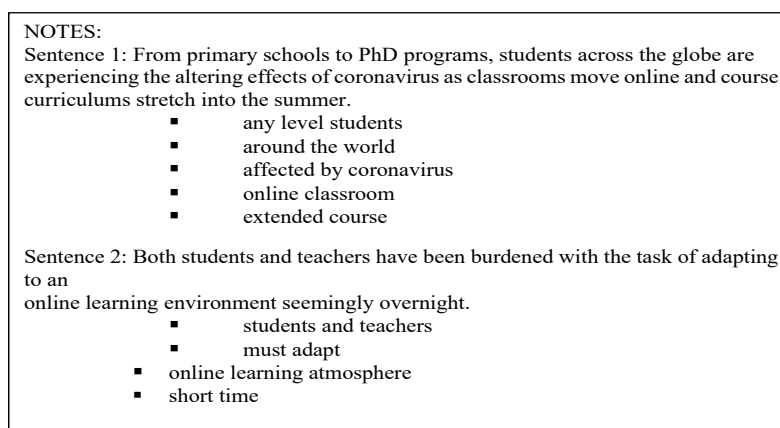 NOTES:
Sentence 1: From primary schools to PhD programs, students across the globe are
experiencing the altering effects of coronavirus as classrooms move online and course
curriculums stretch into the summer.
▪ any level students
▪ around the world
▪ affected by coronavirus
▪ online classroom
▪ extended course
Sentence 2: Both students and teachers have been burdened with the task of adapting
to an
online learning environment seemingly overnight.
▪ students and teachers
▪ must adapt
▪ online learning atmosphere
▪ short time